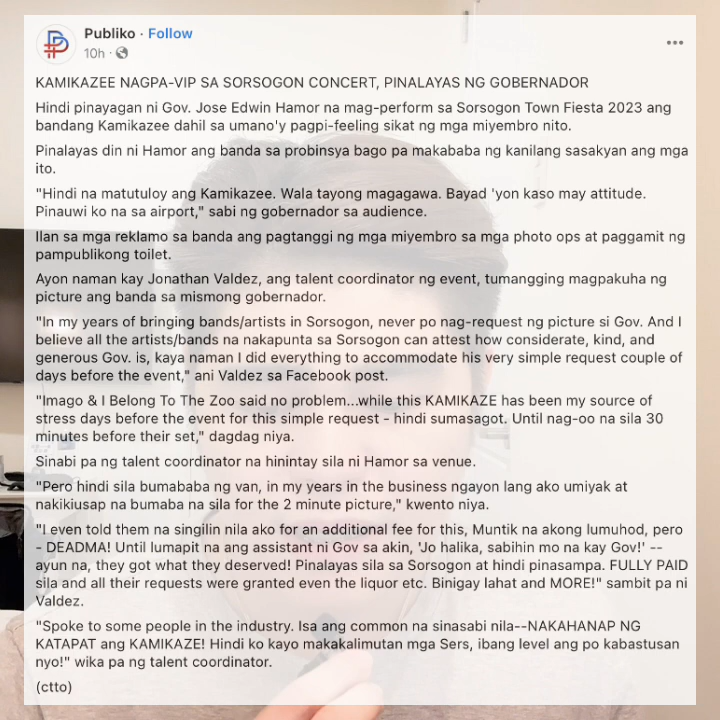 Publiko · Follow
10h ·
KAMIKAZEE NAGPA-VIP SA SORSOGON CONCERT, PINALAYAS NG GOBERNADOR
Hindi pinayagan ni Gov. Jose Edwin Hamor na mag-perform sa Sorsogon Town Fiesta 2023 ang
bandang Kamikazee dahil sa umano'y pagpi-feeling sikat ng mga miyembro nito.
Pinalayas din ni Hamor ang banda sa probinsya bago pa makababa ng kanilang sasakyan ang mga
ito.
"Hindi na matutuloy ang Kamikazee. Wala tayong magagawa. Bayad 'yon kaso may attitude.
Pinauwi ko na sa airport," sabi ng gobernador sa audience.
Ilan sa mga reklamo sa banda ang pagtanggi ng mga miyembro sa mga photo ops at paggamit ng
pampublikong toilet.
Ayon naman kay Jonathan Valdez, ang talent coordinator ng event, tumangging magpakuha ng
picture ang banda sa mismong gobernador.
"In my years of bringing bands/artists in Sorsogon, never po nag-request ng picture si Gov. And I
believe all the artists/bands na nakapunta sa Sorsogon can attest how considerate, kind, and
generous Gov. is, kaya naman I did everything to accommodate his very simple request couple of
days before the event," ani Valdez sa Facebook post.
"Imago & I Belong To The Zoo said no problem...while this KAMIKAZE has been my source of
stress days before the event for this simple request - hindi sumasagot. Until nag-oo na sila 30
minutes before their set," dagdag niya.
Sinabi pa ng talent coordinator na hinintay sila ni Hamor sa venue.
"Pero hindi sila bumababa ng van, in my years in the business ngayon lang ako umiyak at
nakikiusap na bumaba na sila for the 2 minute picture," kwento niya.
"I even told them na singilin nila ako for an additional fee for this, Muntik na akong lumuhod, pero
- DEADMA! Until lumapit na ang assistant ni Gov sa akin, 'Jo halika, sabihin mo na kay Gov!' --
ayun na, they got what they deserved! Pinalayas sila sa Sorsogon at hindi pinasampa. FULLY PAID
sila and all their requests were granted even the liquor etc. Binigay lahat and MORE!" sambit pa ni
Valdez.
"Spoke to some people in the industry. Isa ang common na sinasabi nila--NAKAHANAP NG
KATAPAT ang KAMIKAZE! Hindi ko kayo makakalimutan mga Sers, ibang level ang po kabastusan
nyo!" wika pa ng talent coordinator.
(ctto)